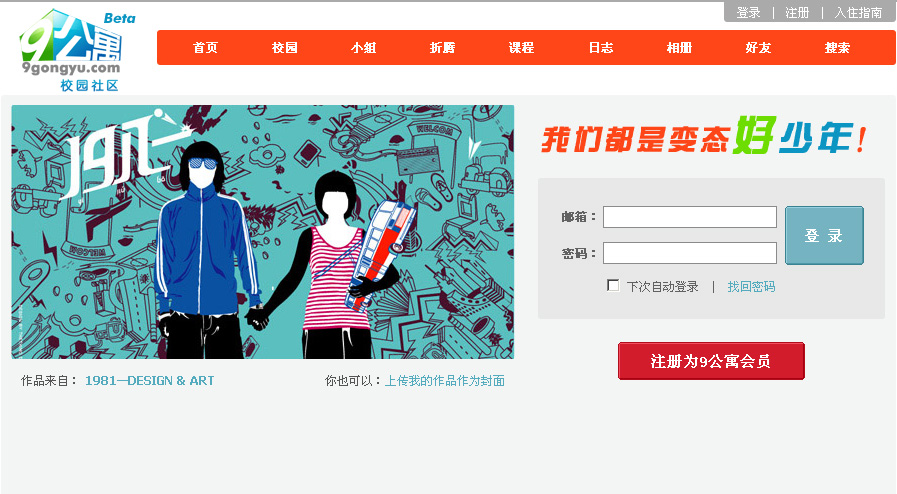 登录 | 注册 | 入住指南
Beta
9公寓
9gongyu.com
校园社区
首页 校园 小组 折腾 课程 日志 相册 好友 搜索
WELCOM
WELCOM
我们都是变态好少年!
邮箱：
密码：
登 录
下次自动登录 | 找回密码
注册为9公寓会员
作品来自： 1981—DESIGN & ART
你也可以：上传我的作品作为封面